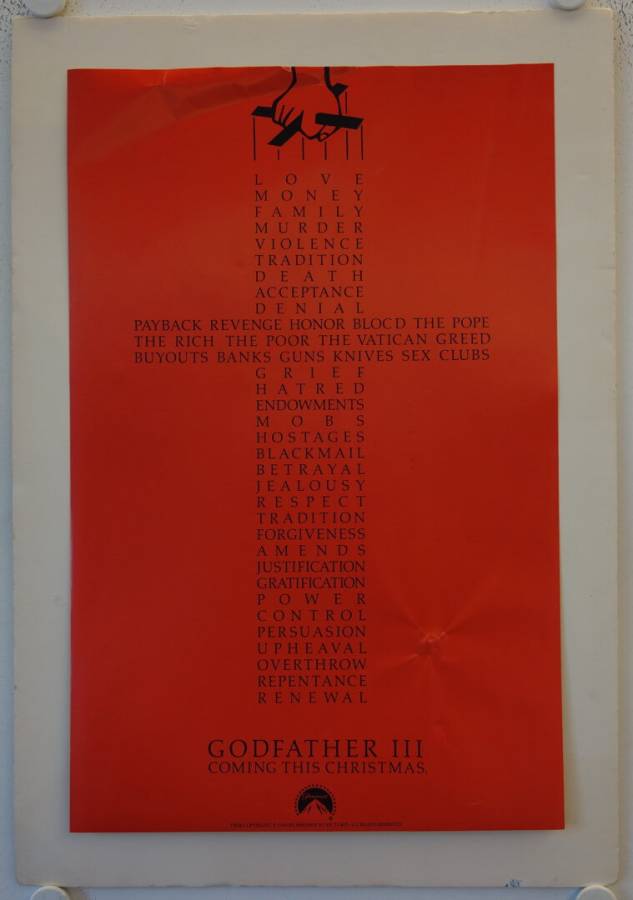 LOVE
MONEY
FAMILY
MURDER
VIOLENCE
TRADITION
DEATH
ACCEPTANCE
DENIAL
PAYBACK REVENGE HONOR BLOOD THE POPE
THE RICH THE POOR THE VATICAN GREED
BUYOUTS BANKS GUNS KNIVES SEX CLUBS
GRIEF
HATRED
ENDOWMENTS
MOBS
HOSTAGES
BLACKMAIL
BETRAYAL
JEALOUSY
RESPECT
TRADITION
FORGIVENESS
AMENDS
JUSTIFICATION
GRATIFICATION
POWER
CONTROL
PERSUASION
UPHEAVAL
OVERTHROW
REPENTANCE
RENEWAL
GODFATHER III
COMING THIS CHRISTMAS.
Paramount